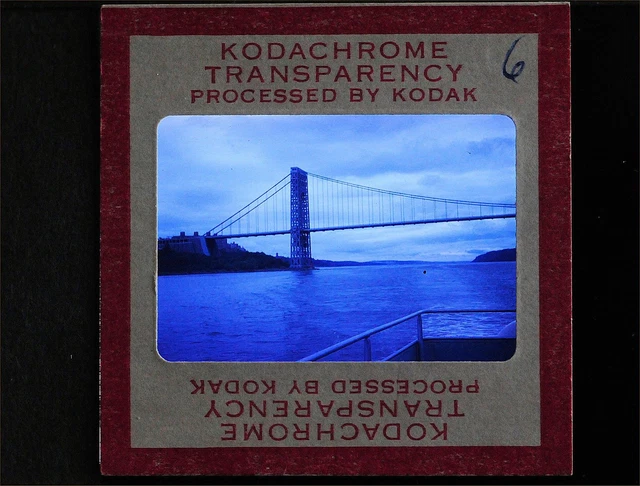 KODACHROME
TRANSPARENCY
PROCESSED BY KODAK
6
PROCESSED BY KODAK
TRANSPARENCY
KODACHROME